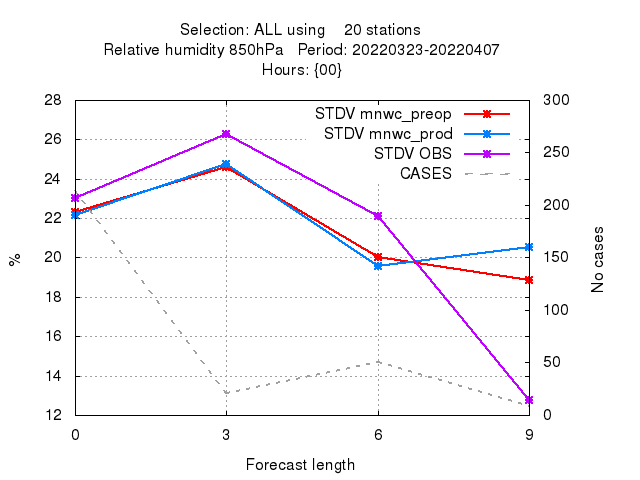 Selection: ALL using 20 stations
Relative humidity 850hPa Period: 20220323-20220407
Hours: {00}
STDV mnwc_preop
STDV mnwc_prod
STDV OBS
CASES
28
26
24
22
20
18
16
14
12
300
250
200
150
100
50
0
%
No cases
0
3
6
9
Forecast length